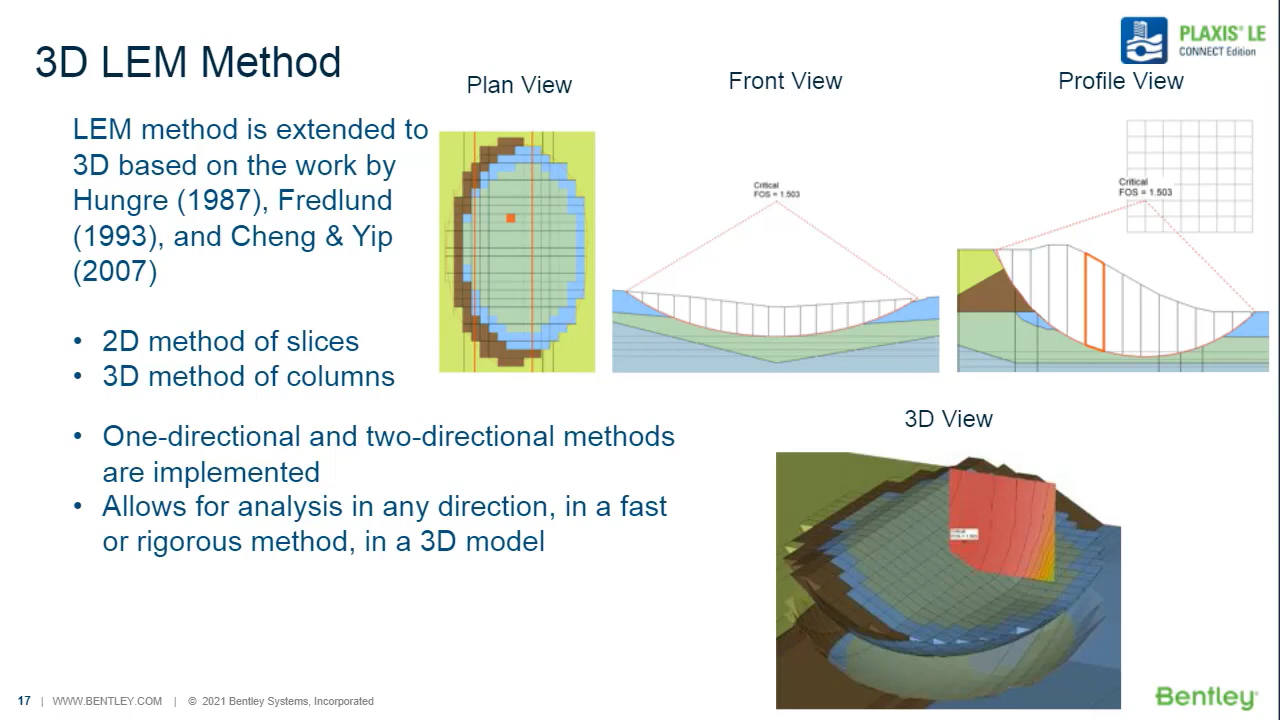 3D LEM Method
PLAXIS® LE
CONNECT Edition
Plan View
Front View
Profile View
LEM method is extended to
3D based on the work by
Hungre (1987), Fredlund
(1993), and Cheng & Yip
(2007)
Critical
FOS = 1.503
Critical
FOS = 1.503
• 2D method of slices
• 3D method of columns
• One-directional and two-directional methods
are implemented
• Allows for analysis in any direction, in a fast
or rigorous method, in a 3D model
3D View
17 | WWW.BENTLEY.COM | © 2021 Bentley Systems, Incorporated
Bentley®